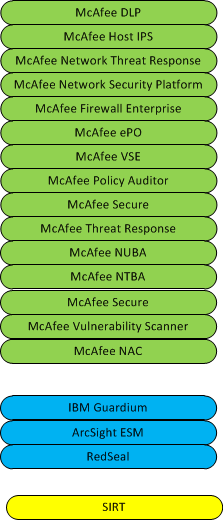 McAfee DLP
McAfee Host IPS
McAfee Network Threat Response
McAfee Network Security Platform
McAfee Firewall Enterprise
McAfee ePO
McAfee VSE
McAfee Policy Auditor
McAfee Secure
McAfee Threat Response
McAfee NUBA
McAfee NTBA
McAfee Secure
McAfee Vulnerability Scanner
McAfee NAC
IBM Guardium
ArcSight ESM
RedSeal
SIRT